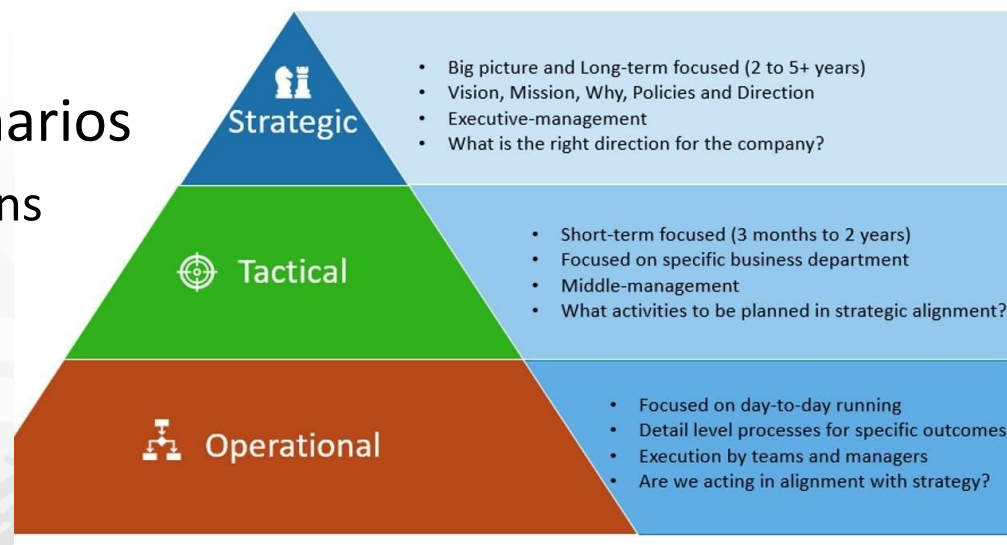 Strategic
• Big picture and Long-term focused (2 to 5+ years)
• Vision, Mission, Why, Policies and Direction
• Executive-management
• What is the right direction for the company?
narios
ns
Tactical
• Short-term focused (3 months to 2 years)
• Focused on specific business department
• Middle-management
• What activities to be planned in strategic alignment?
Operational
• Focused on day-to-day running
• Detail level processes for specific outcomes
• Execution by teams and managers
• Are we acting in alignment with strategy?